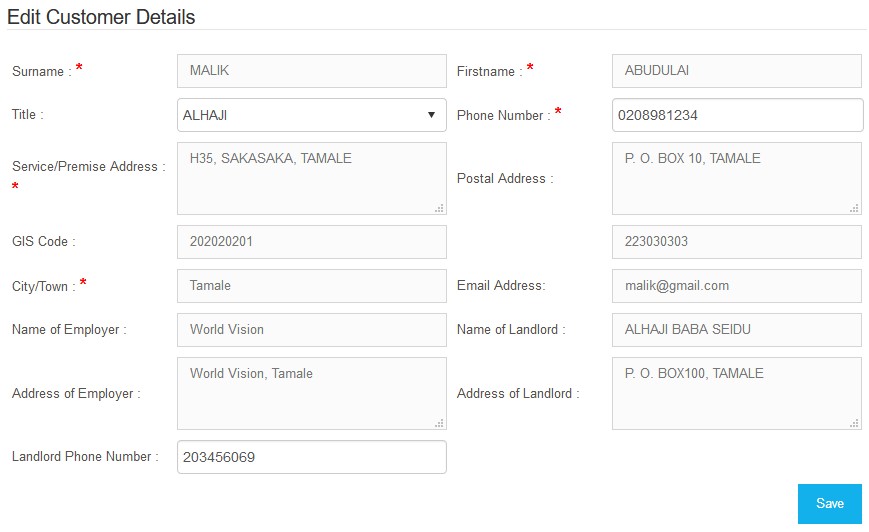 Edit Customer Details
Surname : * MALIK Firstname : * ABUDULAI
Title : ALHAJI Phone Number : * 0208981234
Service/Premise Address : * H35, SAKASAKA, TAMALE Postal Address : P. O. BOX 10, TAMALE
GIS Code : 202020201 223030303
City/Town : * Tamale Email Address: malik@gmail.com
Name of Employer : World Vision Name of Landlord : ALHAJI BABA SEIDU
Address of Employer : World Vision, Tamale Address of Landlord : P. O. BOX100, TAMALE
Landlord Phone Number : 203456069
Save